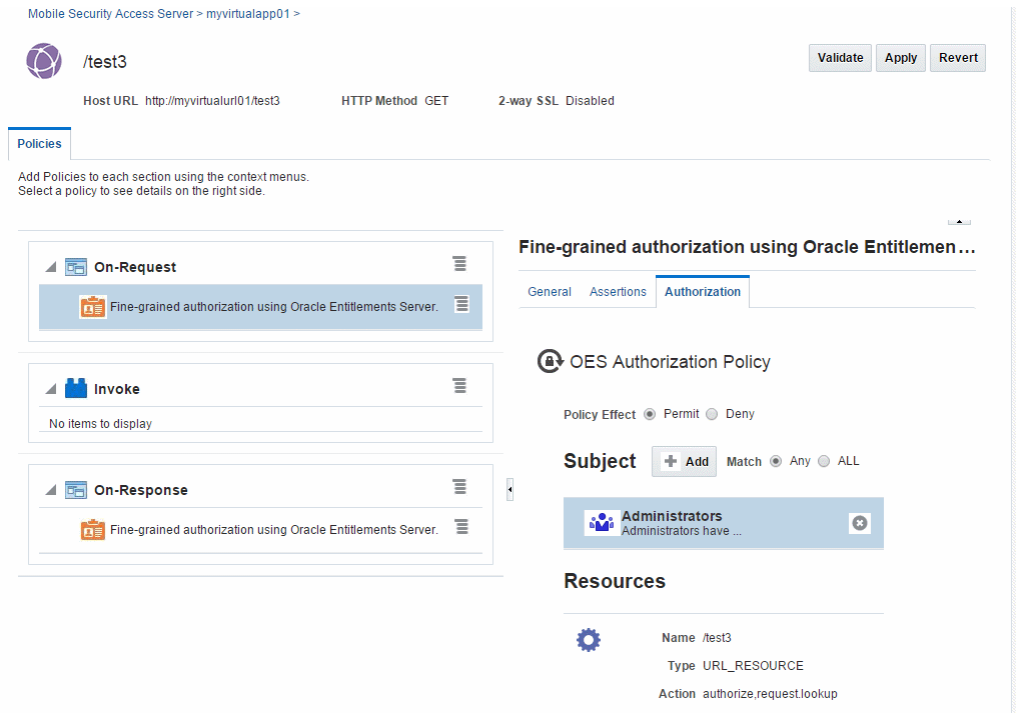 Mobile Security Access Server > myvirtualapp01 >
/test3
Validate Apply Revert
Host URL http://myvirtualurl01/test3 HTTP Method GET 2-way SSL Disabled
Policies
Add Policies to each section using the context menus.
Select a policy to see details on the right side.
On-Request
Fine-grained authorization using Oracle Entitlements Server.
Invoke
No items to display
On-Response
Fine-grained authorization using Oracle Entitlements Server.
Fine-grained authorization using Oracle Entitlemen...
General Assertions Authorization
OES Authorization Policy
Policy Effect Permit Deny
Subject Add Match Any ALL
Administrators
Administrators have ...
Resources
Name /test3
Type URL_RESOURCE
Action authorize,request.lookup